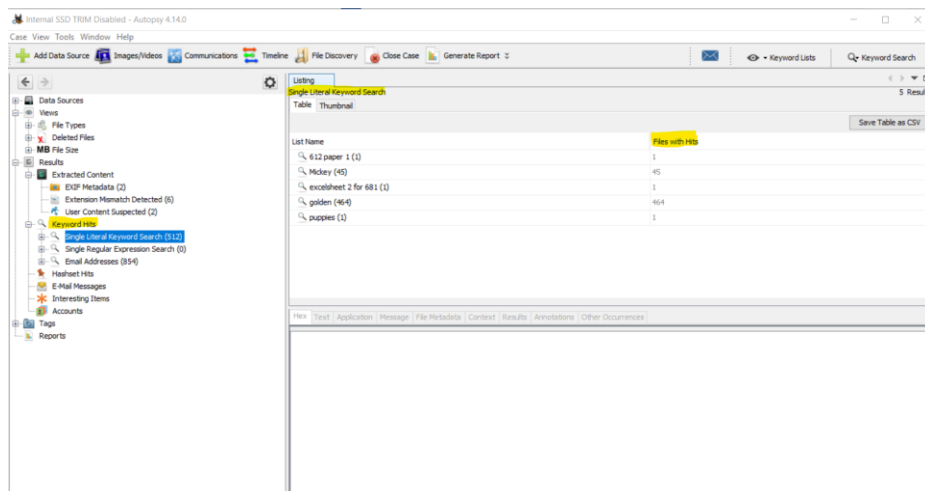 Internal SSD TRIM Disabled - Autopsy 4.14.0
Case View Tools Window Help
Add Data Source Images/Videos Communications Timeline File Discovery Close Case Generate Report Keyword Lists Keyword Search
Listing
Data Sources
Views
File Types
Deleted Files
MB File Size
Results
Extracted Content
EXIF Metadata (2)
Extension Mismatch Detected (6)
User Content Suspected (2)
Keyword Hits
Single Literal Keyword Search (512)
Single Regular Expression Search (0)
Email Addresses (854)
Hashset Hits
E-Mail Messages
Interesting Items
Accounts
Tags
Reports
Single Literal Keyword Search 5 Resul
Table Thumbnail
Save Table as CSV
List Name Files with Hits
612 paper 1 (1) 1
Mickey (45) 45
excelsheet 2 for 681 (1) 1
golden (464) 464
puppies (1) 1
Hex Text Application Message File Metadata Context Results Annotations Other Occurrences